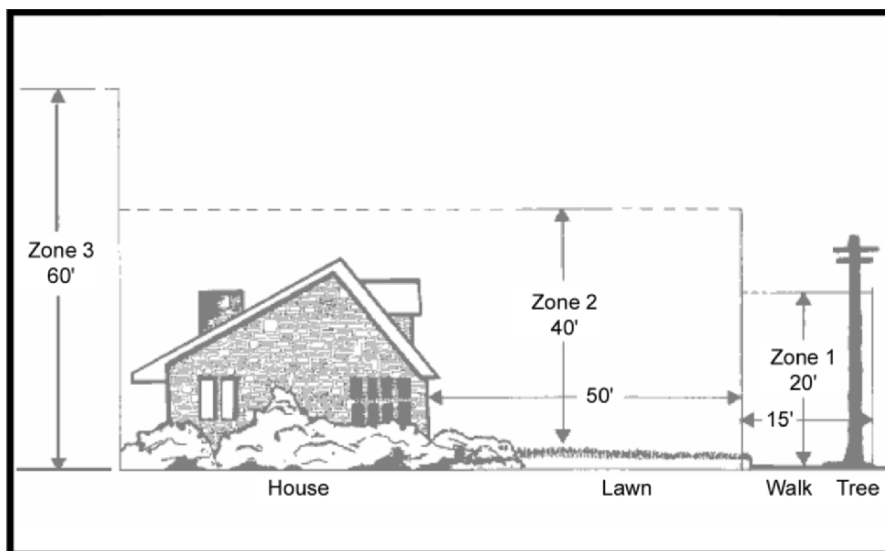 Zone 3
60'
Zone 2
40'
50'
Zone 1
20'
15'
House
Lawn
Walk
Tree